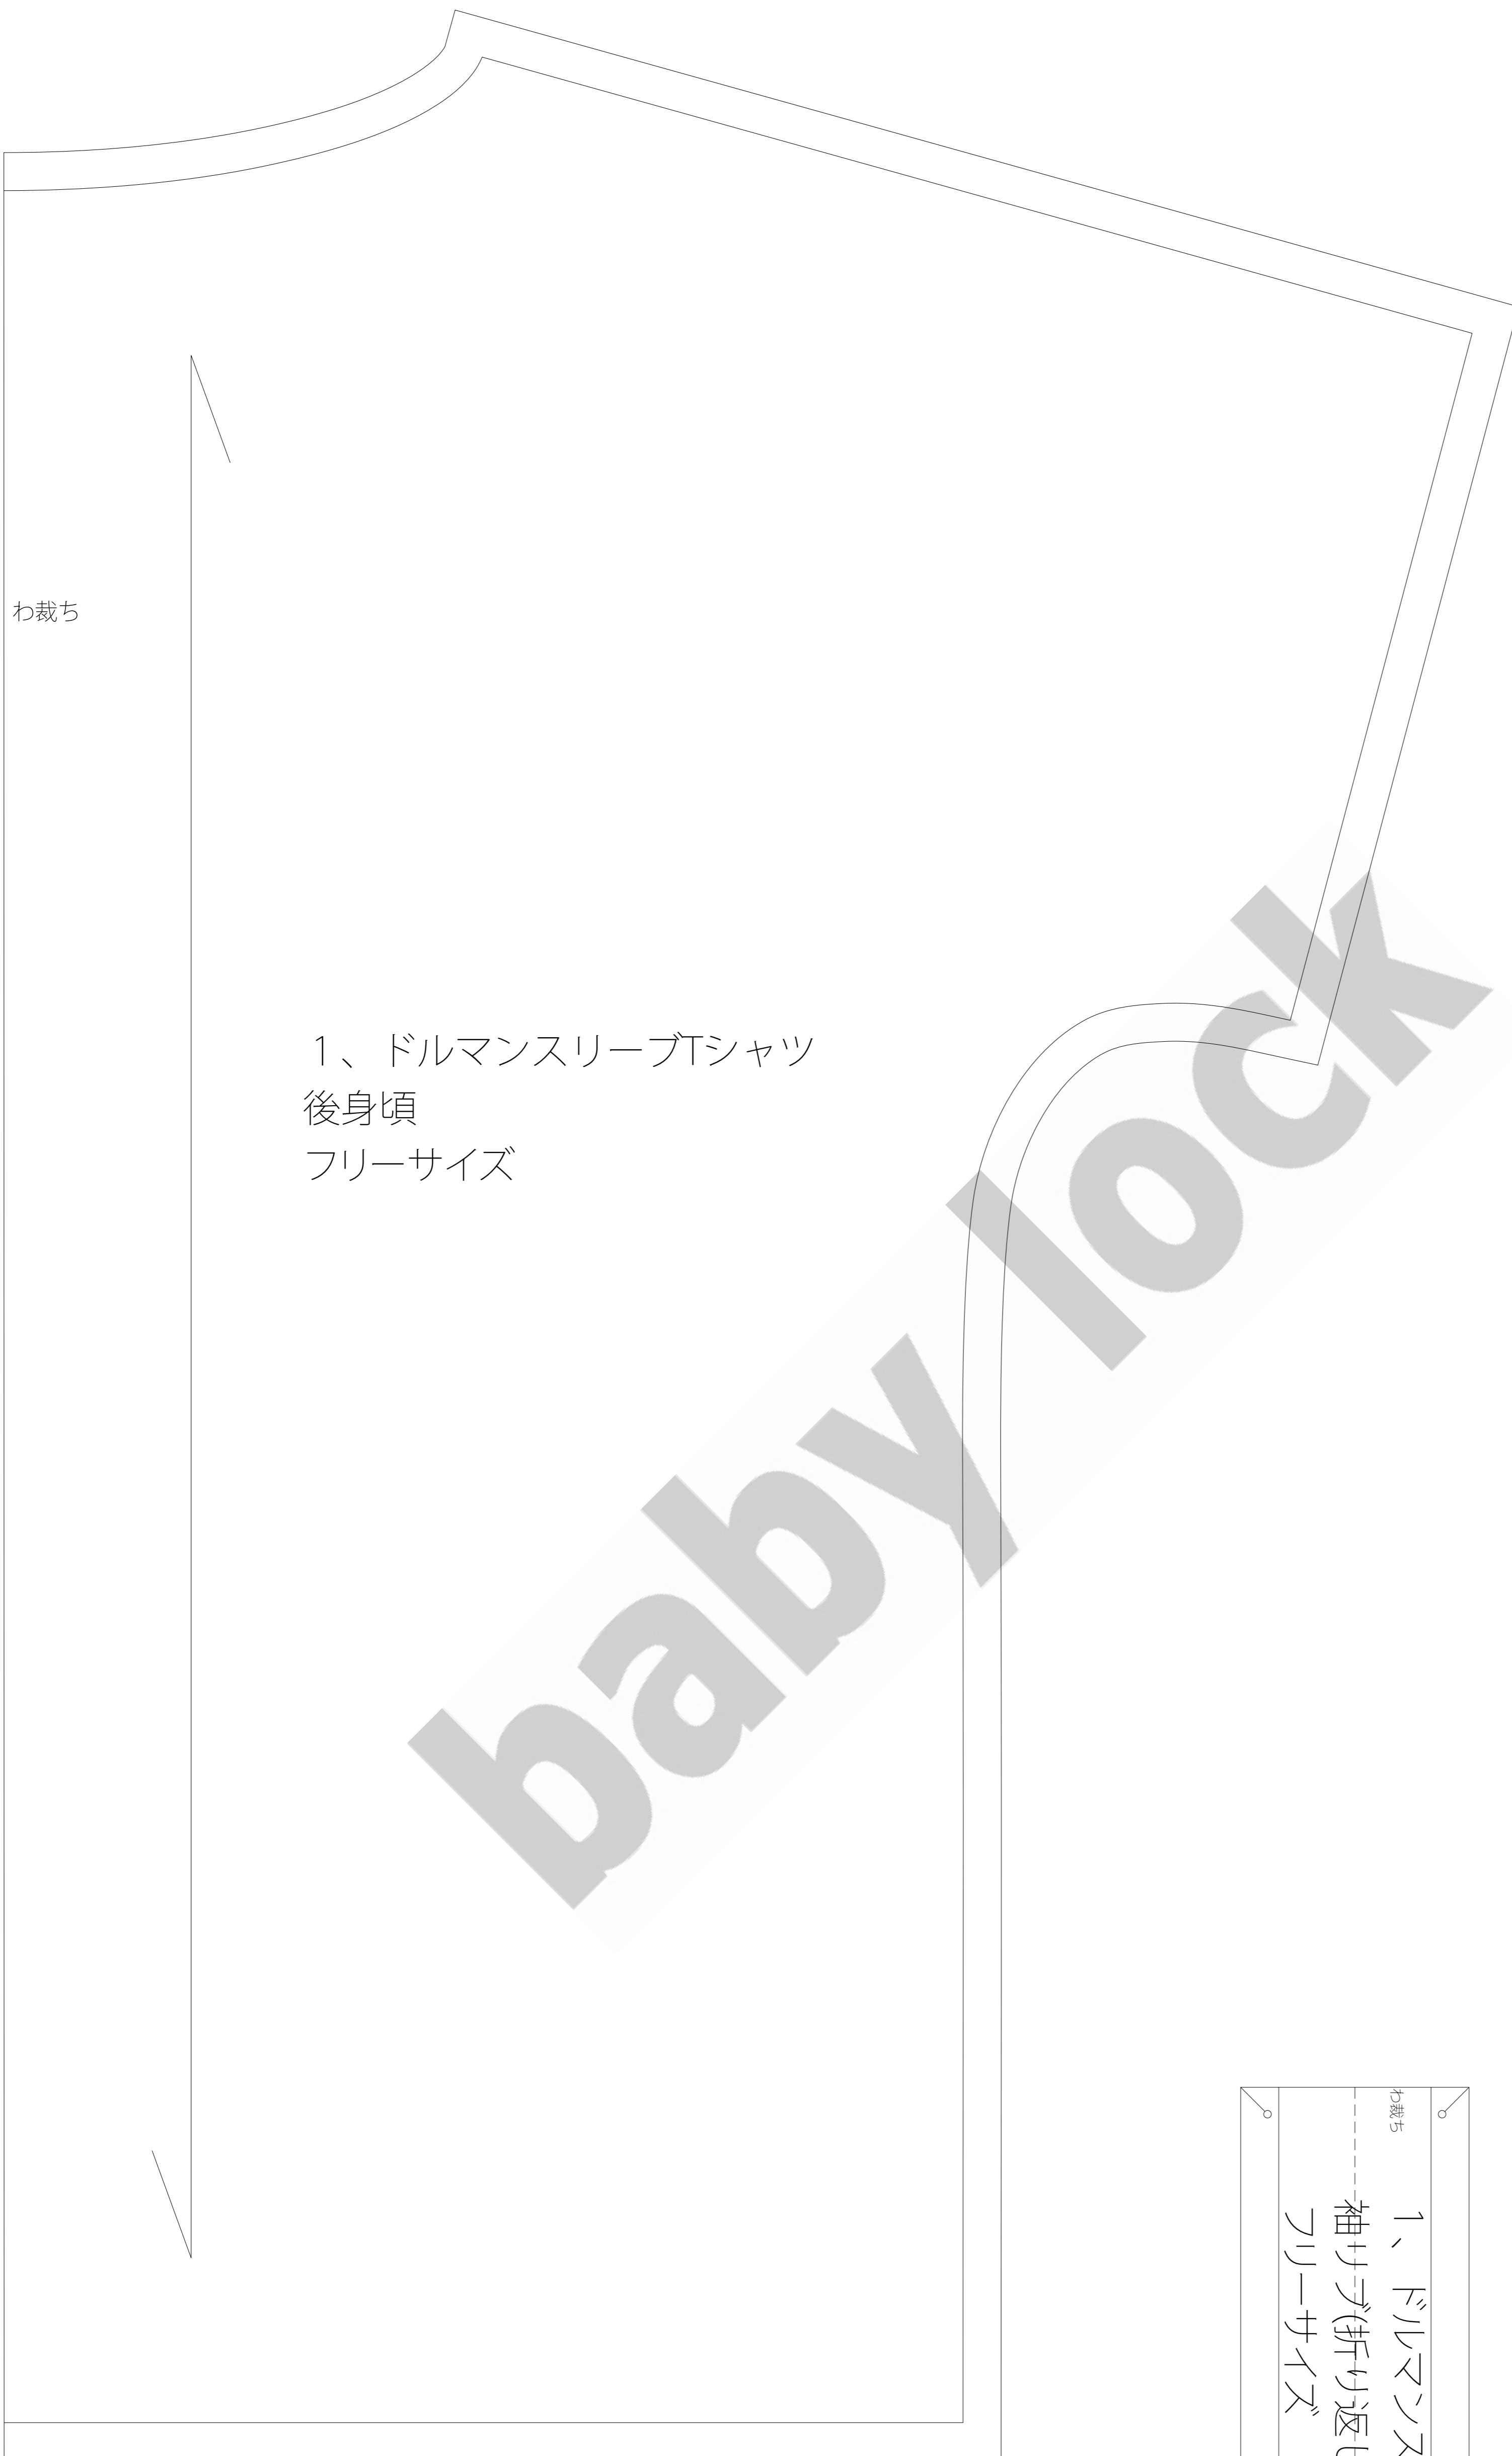 わ裁ち
1、ドルマンスリーブTシャツ
後身頃
フリーサイズ
baby lock
わ裁ち
1、ドルマンス
袖リブ(折り返し
フリーサイズ